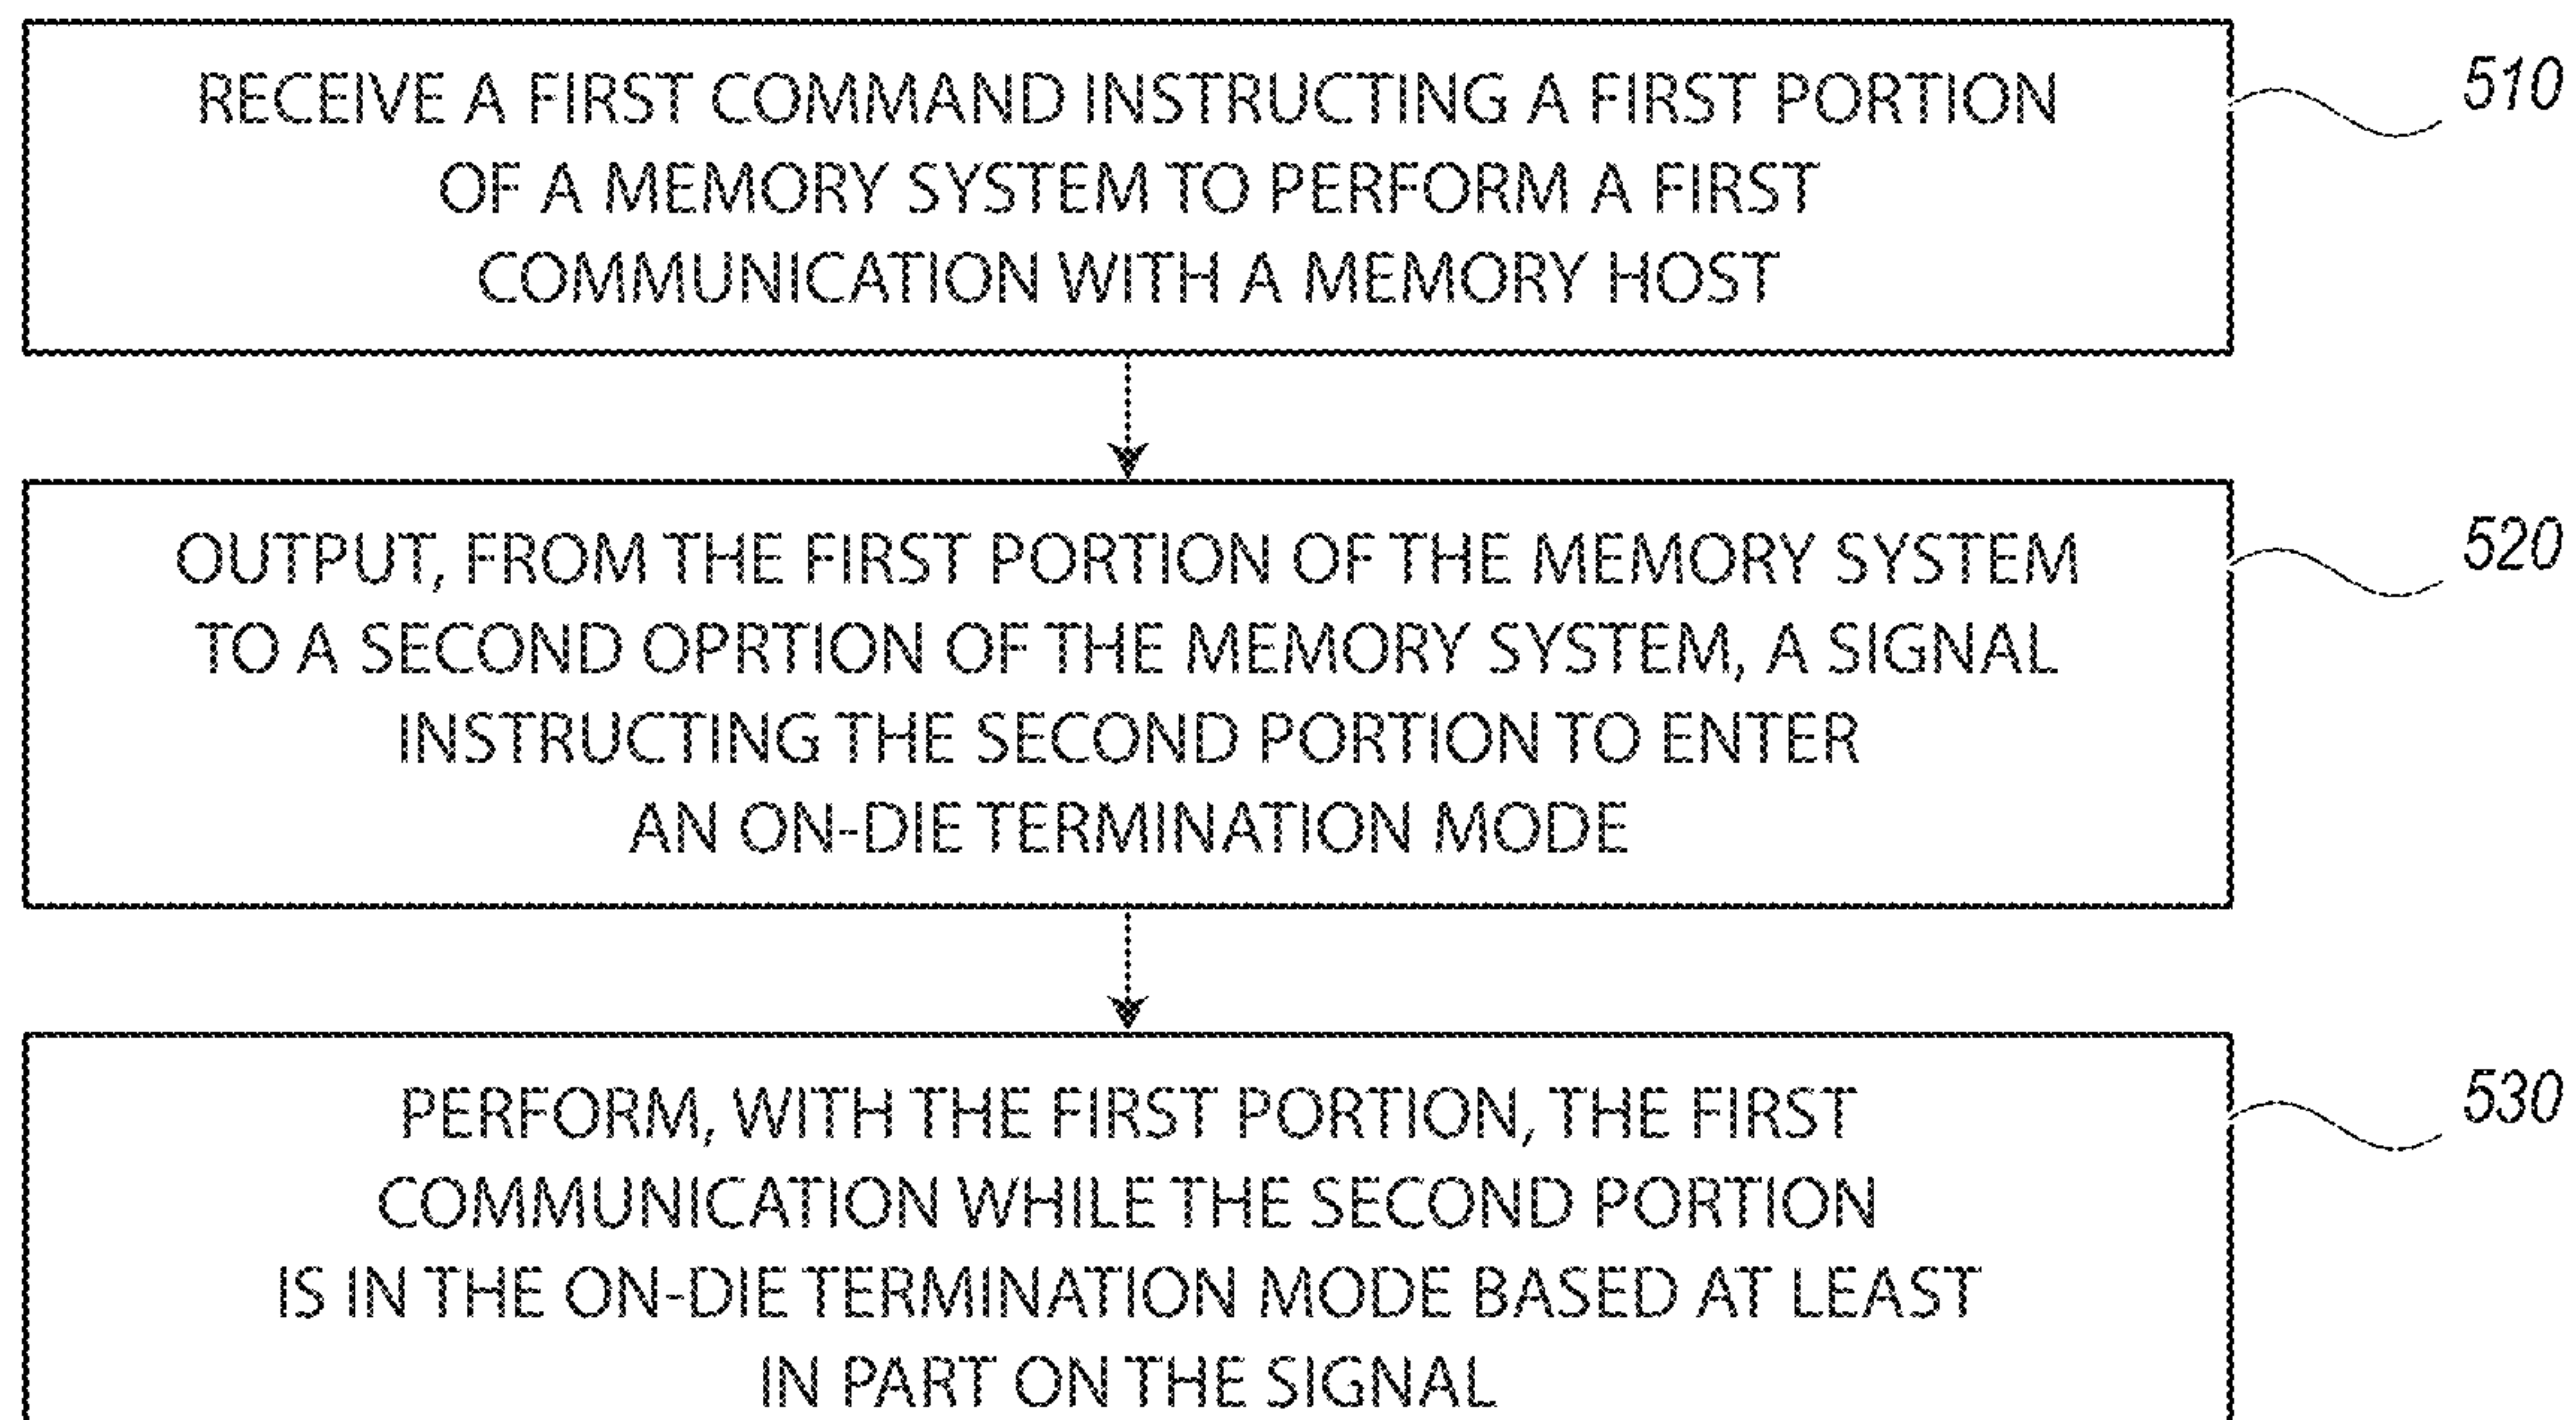 RECEIVE A FIRST COMMAND INSTRUCTING A FIRST PORTION
OF A MEMORY SYSTEM TO PERFORM A FIRST
COMMUNICATION WITH A MEMORY HOST
510
OUTPUT, FROM THE FIRST PORTION OF THE MEMORY SYSTEM
TO A SECOND OPRTION OF THE MEMORY SYSTEM, A SIGNAL
INSTRUCTING THE SECOND PORTION TO ENTER
AN ON-DIE TERMINATION MODE
520
PERFORM, WITH THE FIRST PORTION, THE FIRST
COMMUNICATION WHILE THE SECOND PORTION
IS IN THE ON-DIE TERMINATION MODE BASED AT LEAST
IN PART ON THE SIGNAL
530